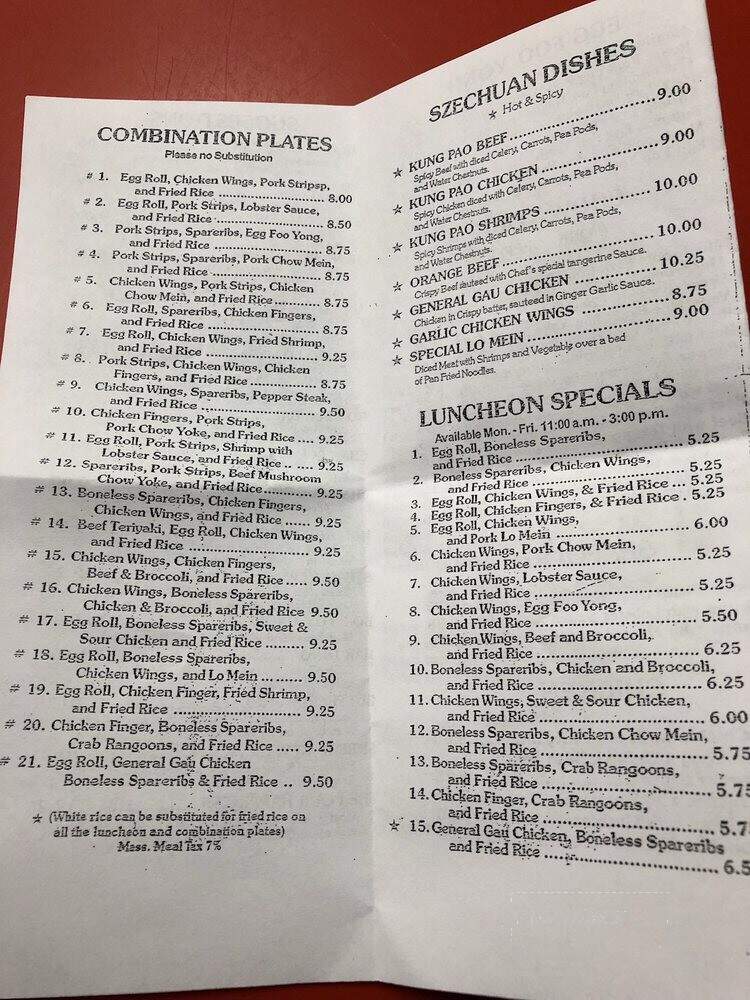 COMBINATION PLATES
Please no Substitution
# 1. Egg Roll, Chicken Wings, Pork Stripsp,
and Fried Rice ........................ 8.00
# 2. Egg Roll, Pork Strips, Lobster Sauce,
and Fried Rice ........................ 8.50
# 3. Pork Strips, Spareribs, Egg Foo Yong,
and Fried Rice ........................ 8.75
# 4. Pork Strips, Spareribs, Pork Chow Mein,
and Fried Rice ........................ 8.75
# 5. Chicken Wings, Pork Strips, Chicken
Chow Mein, and Fried Rice ............... 8.75
# 6. Egg Roll, Spareribs, Chicken Fingers,
and Fried Rice ........................ 8.75
# 7. Egg Roll, Chicken Wings, Fried Shrimp,
and Fried Rice ........................ 9.25
# 8. Pork Strips, Chicken Wings, Chicken
Fingers, and Fried Rice ............... 8.75
# 9. Chicken Wings, Spareribs, Pepper Steak,
and Fried Rice ........................ 9.50
# 10. Chicken Fingers, Pork Strips,
Pork Chow Yoke, and Fried Rice .... 9.25
# 11. Egg Roll, Pork Strips, Shrimp with
Lobster Sauce, and Fried Rice .. ..... 9.25
# 12. Spareribs, Pork Strips, Beef Mushroom
Chow Yoke, and Fried Rice............ 9.25
# 13. Boneless Spareribs, Chicken Fingers,
Chicken Wings, and Fried Rice ...... 9.25
# 14. Beef Teriyaki, Egg Roll, Chicken Wings,
and Fried Rice ........................ 9.25
# 15. Chicken Wings, Chicken Fingers,
Beef & Broccoli, and Fried Rice ..... 9.50
# 16. Chicken Wings, Boneless Spareribs,
Chicken & Broccoli, and Fried Rice 9.50
# 17. Egg Roll, Boneless Spareribs, Sweet &
Sour Chicken and Fried Rice ......... 9.25
# 18. Egg Roll, Boneless Spareribs,
Chicken Wings, and Lo Mein ... ...... 9.50
# 19. Egg Roll, Chicken Finger, Fried Shrimp,
and Fried Rice ........................ 9.25
# 20. Chicken Finger, Boneless Spareribs,
Crab Rangoons, and Fried Rice ..... 9.25
# 21. Egg Roll, General Gau Chicken
Boneless Spareribs & Fried Rice .. 9.50
☆ (White rice can be substituted for fried rice on
all the luncheon and combination plates)
Mass. Meal Tax 7%
SZECHUAN DISHES
☆ Hot & Spicy
☆ KUNG PAO BEEF........................ 9.00
Spicy Beef with diced Celery, Carrots, Pea Pods,
and Water Chestnuts.
☆ KUNG PAO CHICKEN .................. 9.00
Spicy Chicken diced with Celery, Carrots, Pea Pods,
and Water Chestnuts.
☆ KUNG PAO SHRIMPS .................. 10.00
Spicy Shrimps with diced Celery, Carrots, Pea Pods,
and Water Chestnuts.
☆ ORANGE BEEF ........................ 10.00
Crispy Beef sauteed with Chef's special tangerine Sauce.
☆ GENERAL GAU CHICKEN ............ 10.25
Chicken in Crispy batter, sauteed in Ginger Garlic Sauce.
☆ GARLIC CHICKEN WINGS ............ 8.75
☆ SPECIAL LO MEIN .................. 9.00
Diced Meat with Shrimps and Vegetable over a bed
of Pan Fried Noodles.
LUNCHEON SPECIALS
Available Mon. - Fri. 11:00 a.m. - 3:00 p.m.
1. Egg Roll, Boneless Spareribs,
and Fried Rice ........................ 5.25
2. Boneless Spareribs, Chicken Wings,
and Fried Rice ........................ 5.25
3. Egg Roll, Chicken Wings, & Fried Rice ... 5.25
4. Egg Roll, Chicken Fingers, & Fried Rice . 5.25
5. Egg Roll, Chicken Wings,
and Pork Lo Mein ..................... 6.00
6. Chicken Wings, Pork Chow Mein,
and Fried Rice ........................ 5.25
7. Chicken Wings, Lobster Sauce,
and Fried Rice ........................ 5.25
8. Chicken Wings, Egg Foo Yong,
and Fried Rice ........................ 5.50
9. Chicken Wings, Beef and Broccoli,
and Fried Rice ........................ 6.25
10. Boneless Spareribs, Chicken and Broccoli,
and Fried Rice ........................ 6.25
11. Chicken Wings, Sweet & Sour Chicken,
and Fried Rice ........................ 6.00
12. Boneless Spareribs, Chicken Chow Mein,
and Fried Rice ........................ 5.75
13. Boneless Spareribs, Crab Rangoons,
and Fried Rice ........................ 5.75
14. Chicken Finger, Crab Rangoons,
and Fried Rice ........................ 5.7
☆ 15. General Gau Chicken, Boneless Spareribs
and Fried Rice ........................ 6.5